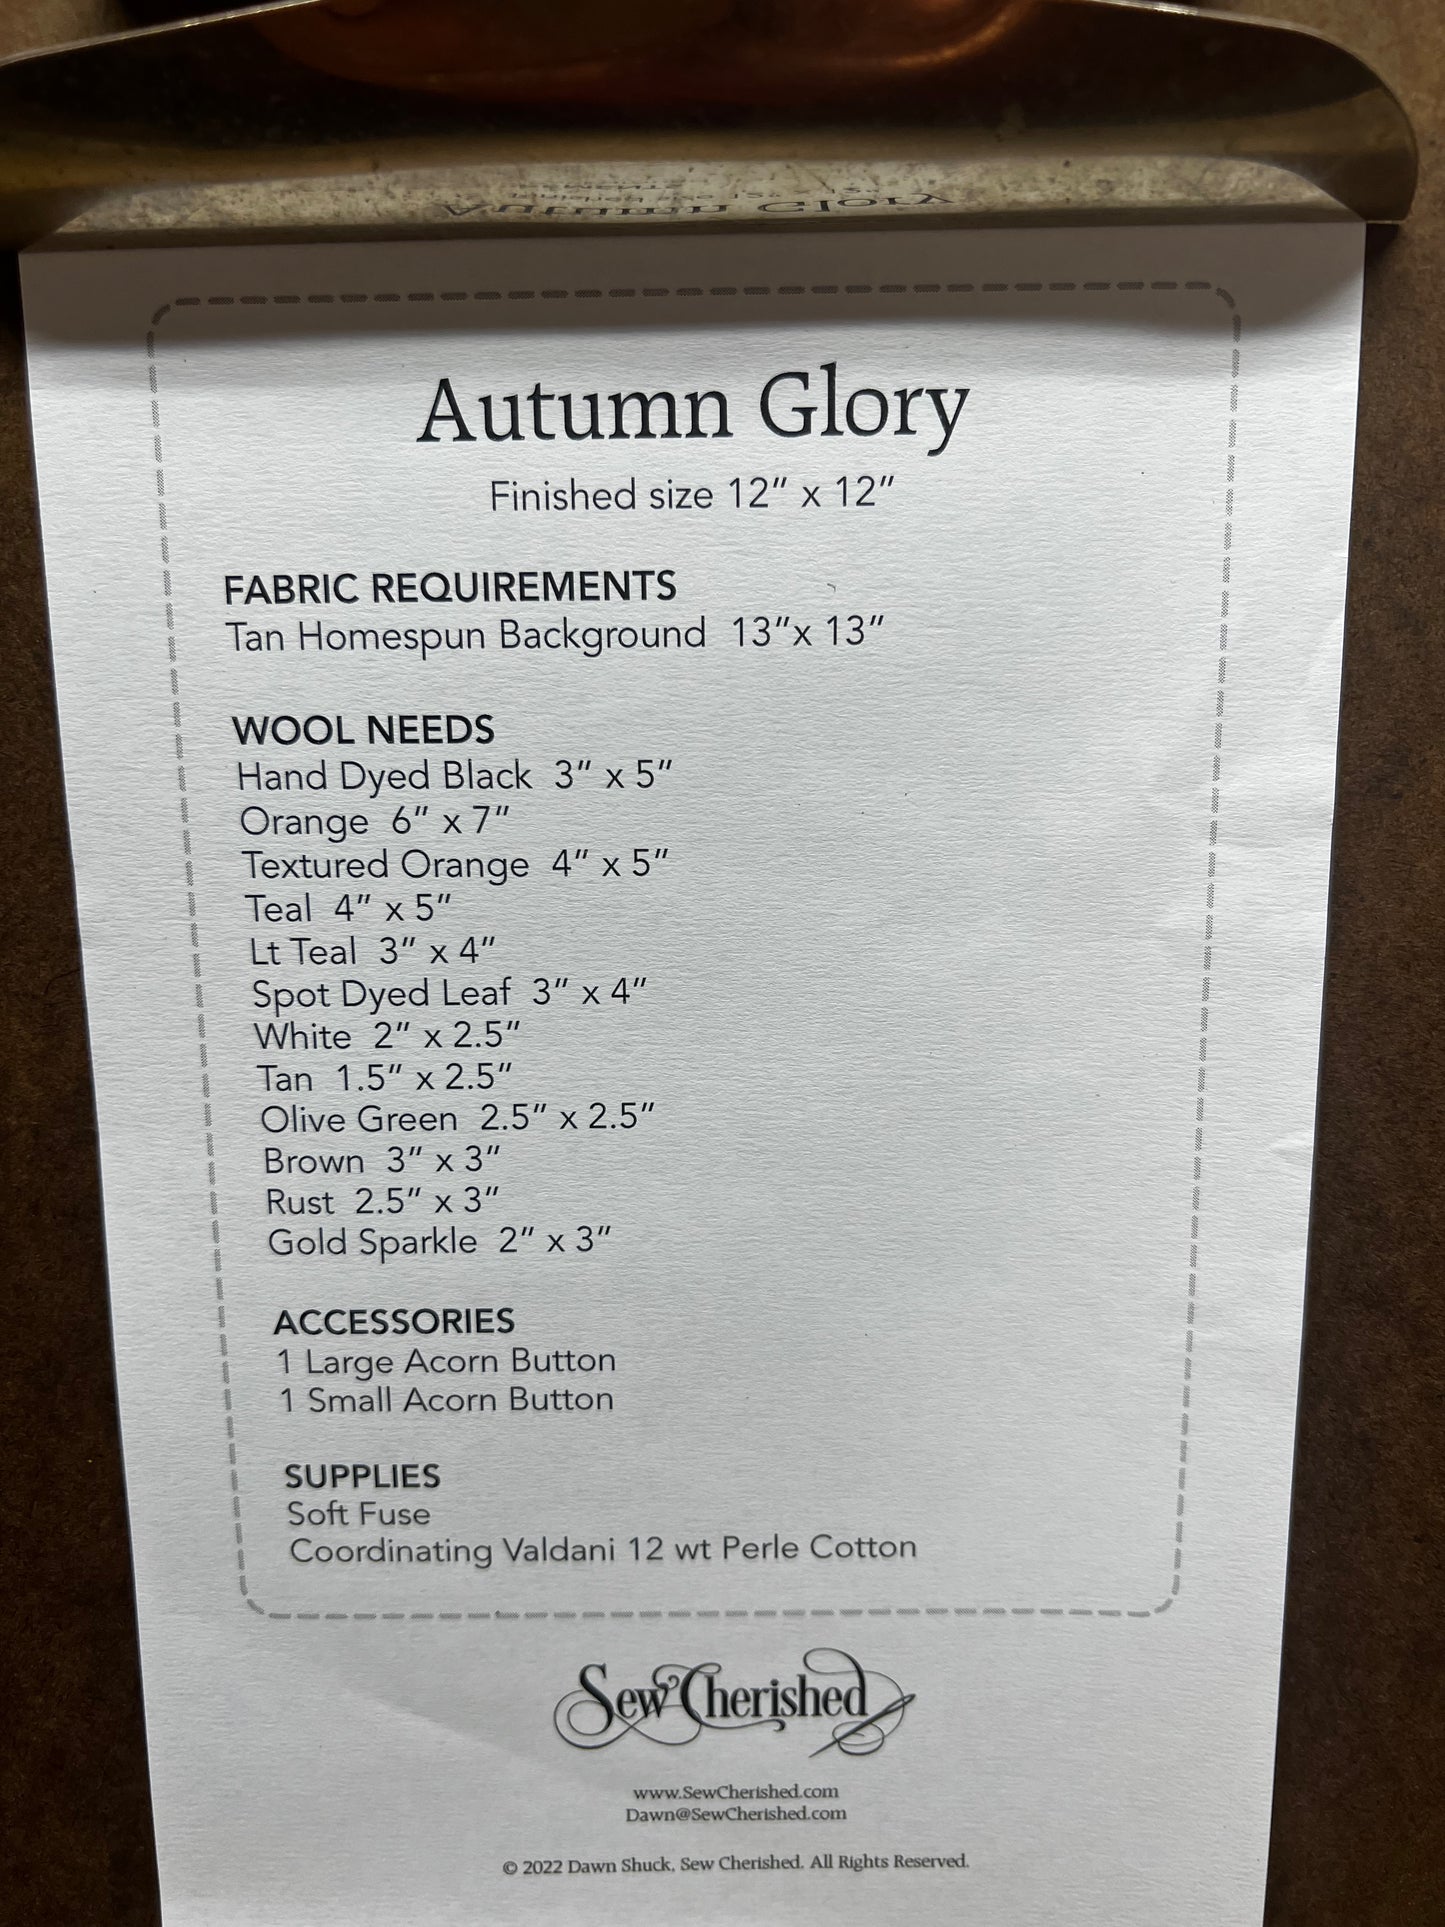 Autumn Glory
Finished size 12" x 12"
FABRIC REQUIREMENTS
Tan Homespun Background 13"x 13"
WOOL NEEDS
Hand Dyed Black 3" x 5"
Orange 6" x 7"
Textured Orange 4" x 5"
Teal 4" x 5"
Lt Teal 3" x 4"
Spot Dyed Leaf 3" x 4"
White 2" x 2.5"
Tan 1.5" x 2.5"
Olive Green 2.5" x 2.5"
Brown 3" x 3"
Rust 2.5" x 3"
Gold Sparkle 2" x 3"
ACCESSORIES
1 Large Acorn Button
1 Small Acorn Button
SUPPLIES
Soft Fuse
Coordinating Valdani 12 wt Perle Cotton
Sew Cherished
www.SewCherished.com
Dawn@SewCherished.com
© 2022 Dawn Shuck, Sew Cherished. All Rights Reserved.